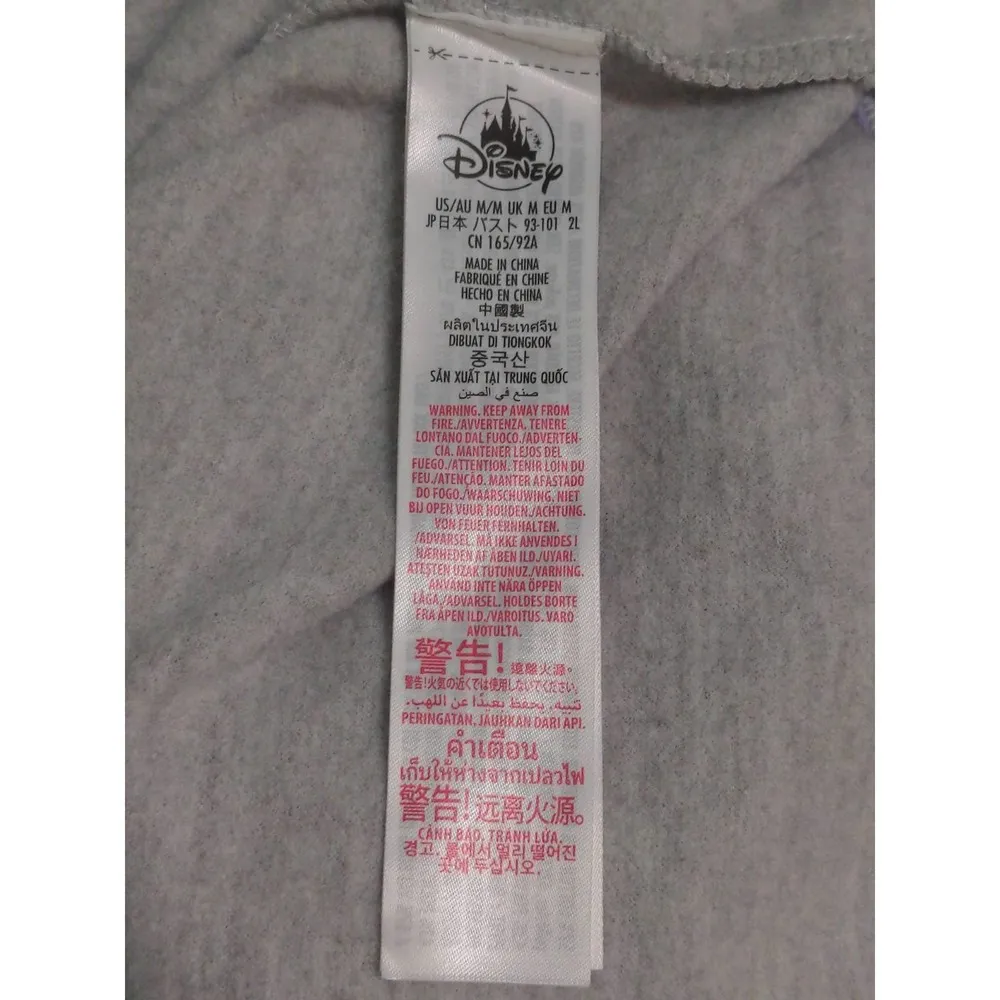 Disney
US/AU M/M UK M EU M
JP日本 バスト 93-101 2L
CN 165/92A
MADE IN CHINA
FABRIQUÉ EN CHINE
HECHO EN CHINA
中國製
ผลิตในประเทศจีน
DIBUAT DI TIONGKOK
중국산
SẢN XUẤT TẠI TRUNG QUỐC
صنع في الصين
WARNING. KEEP AWAY FROM
FIRE./AVVERTENZA. TENERE
LONTANO DAL FUOCO./ADVERTEN-
CIA. MANTENER LEJOS DEL
FUEGO./ATTENTION. TENIR LOIN DU
FEU./ATENÇÃO. MANTER AFASTADO
DO FOGO./WAARSCHUWING. NIET
BIJ OPEN VUUR HOUDEN./ACHTUNG.
VON FEUER FERNHALTEN.
/ADVARSEL. MÅ IKKE ANVENDES I
NÆRHEDEN AF ÅBEN ILD./UYARI.
ATEŞTEN UZAK TUTUNUZ./VARNING.
ANVÄND INTE NÄRA ÖPPEN
LÅGA./ADVARSEL. HOLDES BORTE
FRA ÅPEN ILD./VAROITUS. VARO
AVOTULTA.
警告! 遠離火源。
警告!火気の近くでは使用しないでください。
تنبيه. يحفظ بعيدًا عن اللهب.
PERINGATAN. JAUHKAN DARI API.
คำเตือน
เก็บให้ห่างจากเปลวไฟ
警告! 远离火源。
CẢNH BÁO. TRÁNH LỬA.
경고. 불에서 멀리 떨어진
곳에 두십시오.